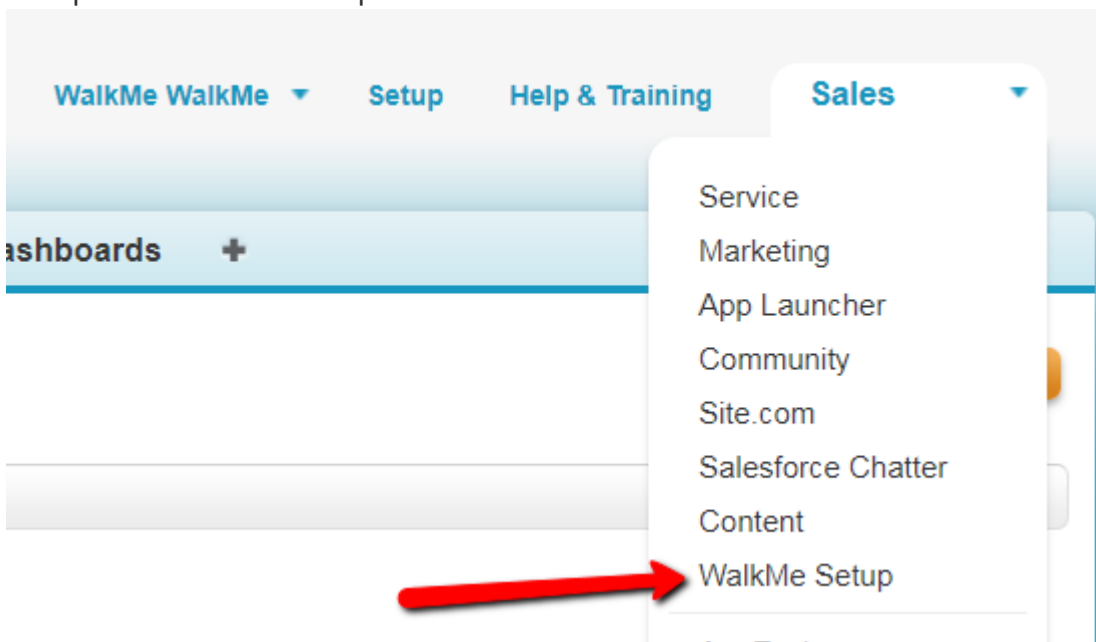 WalkMe WalkMe Setup Help & Training Sales
Service
ashboards
Marketing
App Launcher
Community
Site.com
Salesforce Chatter
Content
WalkMe Setup